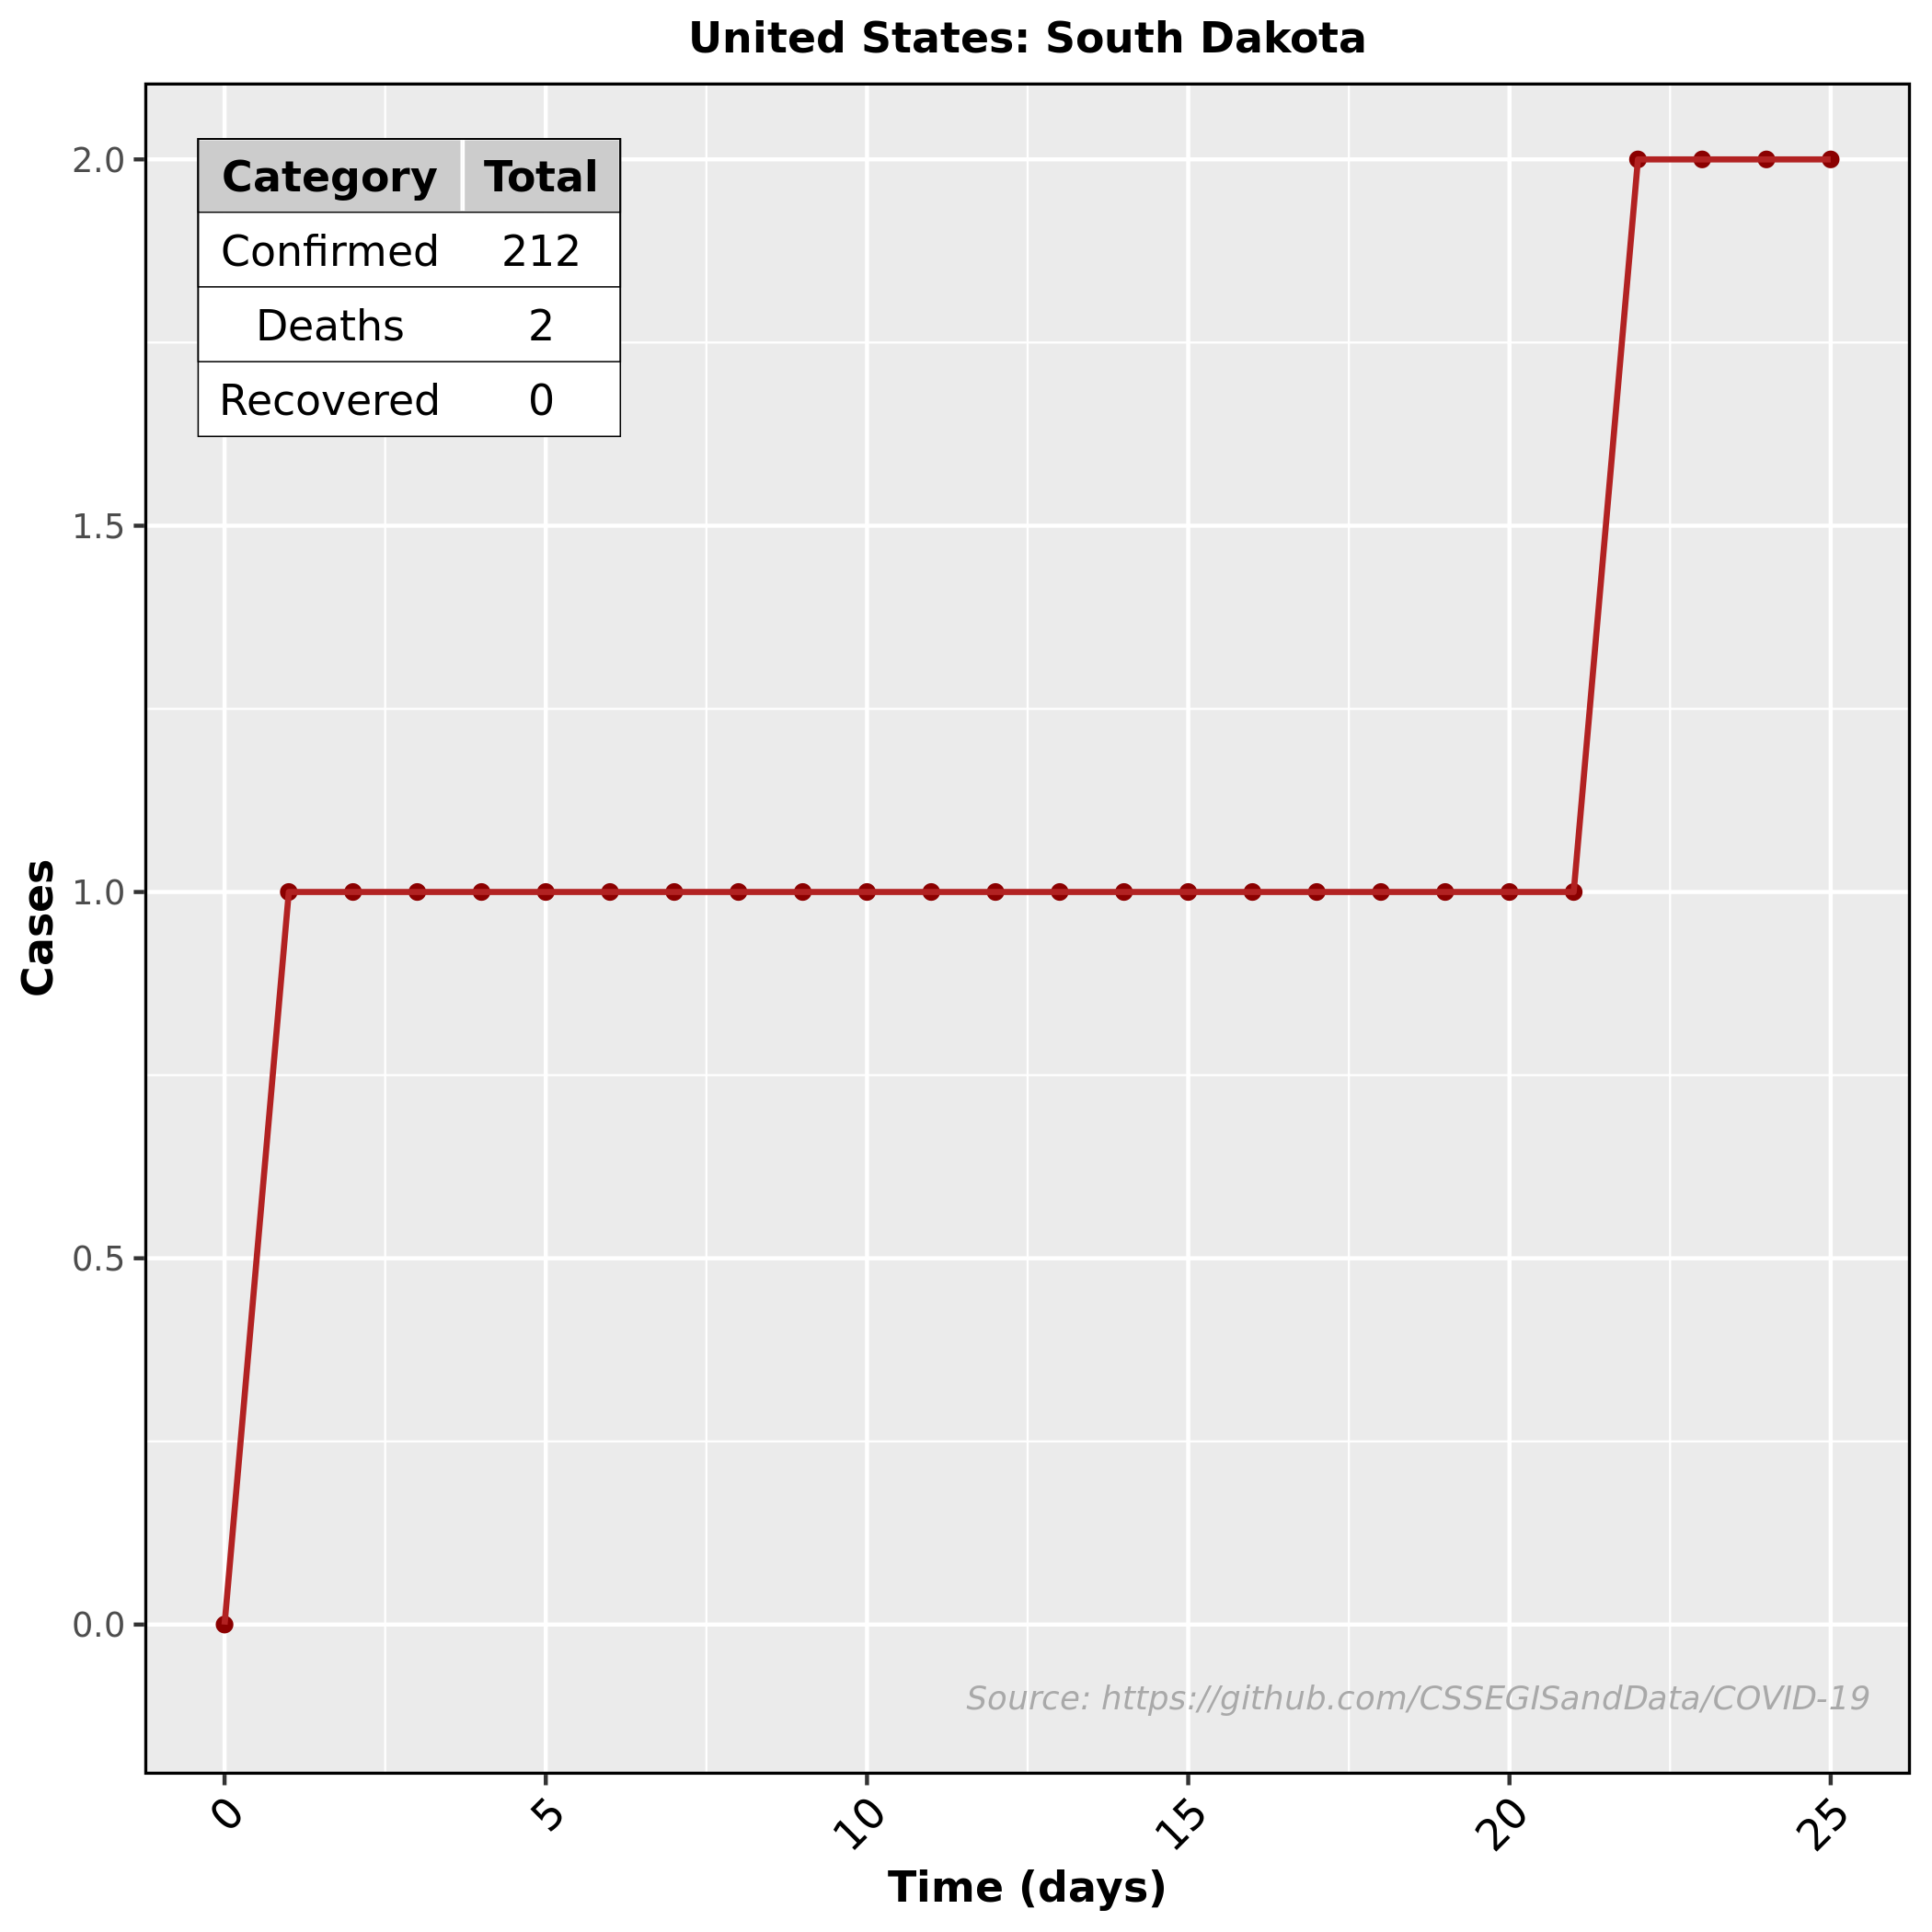 United States: South Dakota
Category Total
Confirmed 212
Deaths 2
Recovered 0
2.0
1.5
1.0
0.5
0.0
Cases
Source: https://github.com/CSSEGISandData/COVID-19
0 5 10 15 20 25
Time (days)